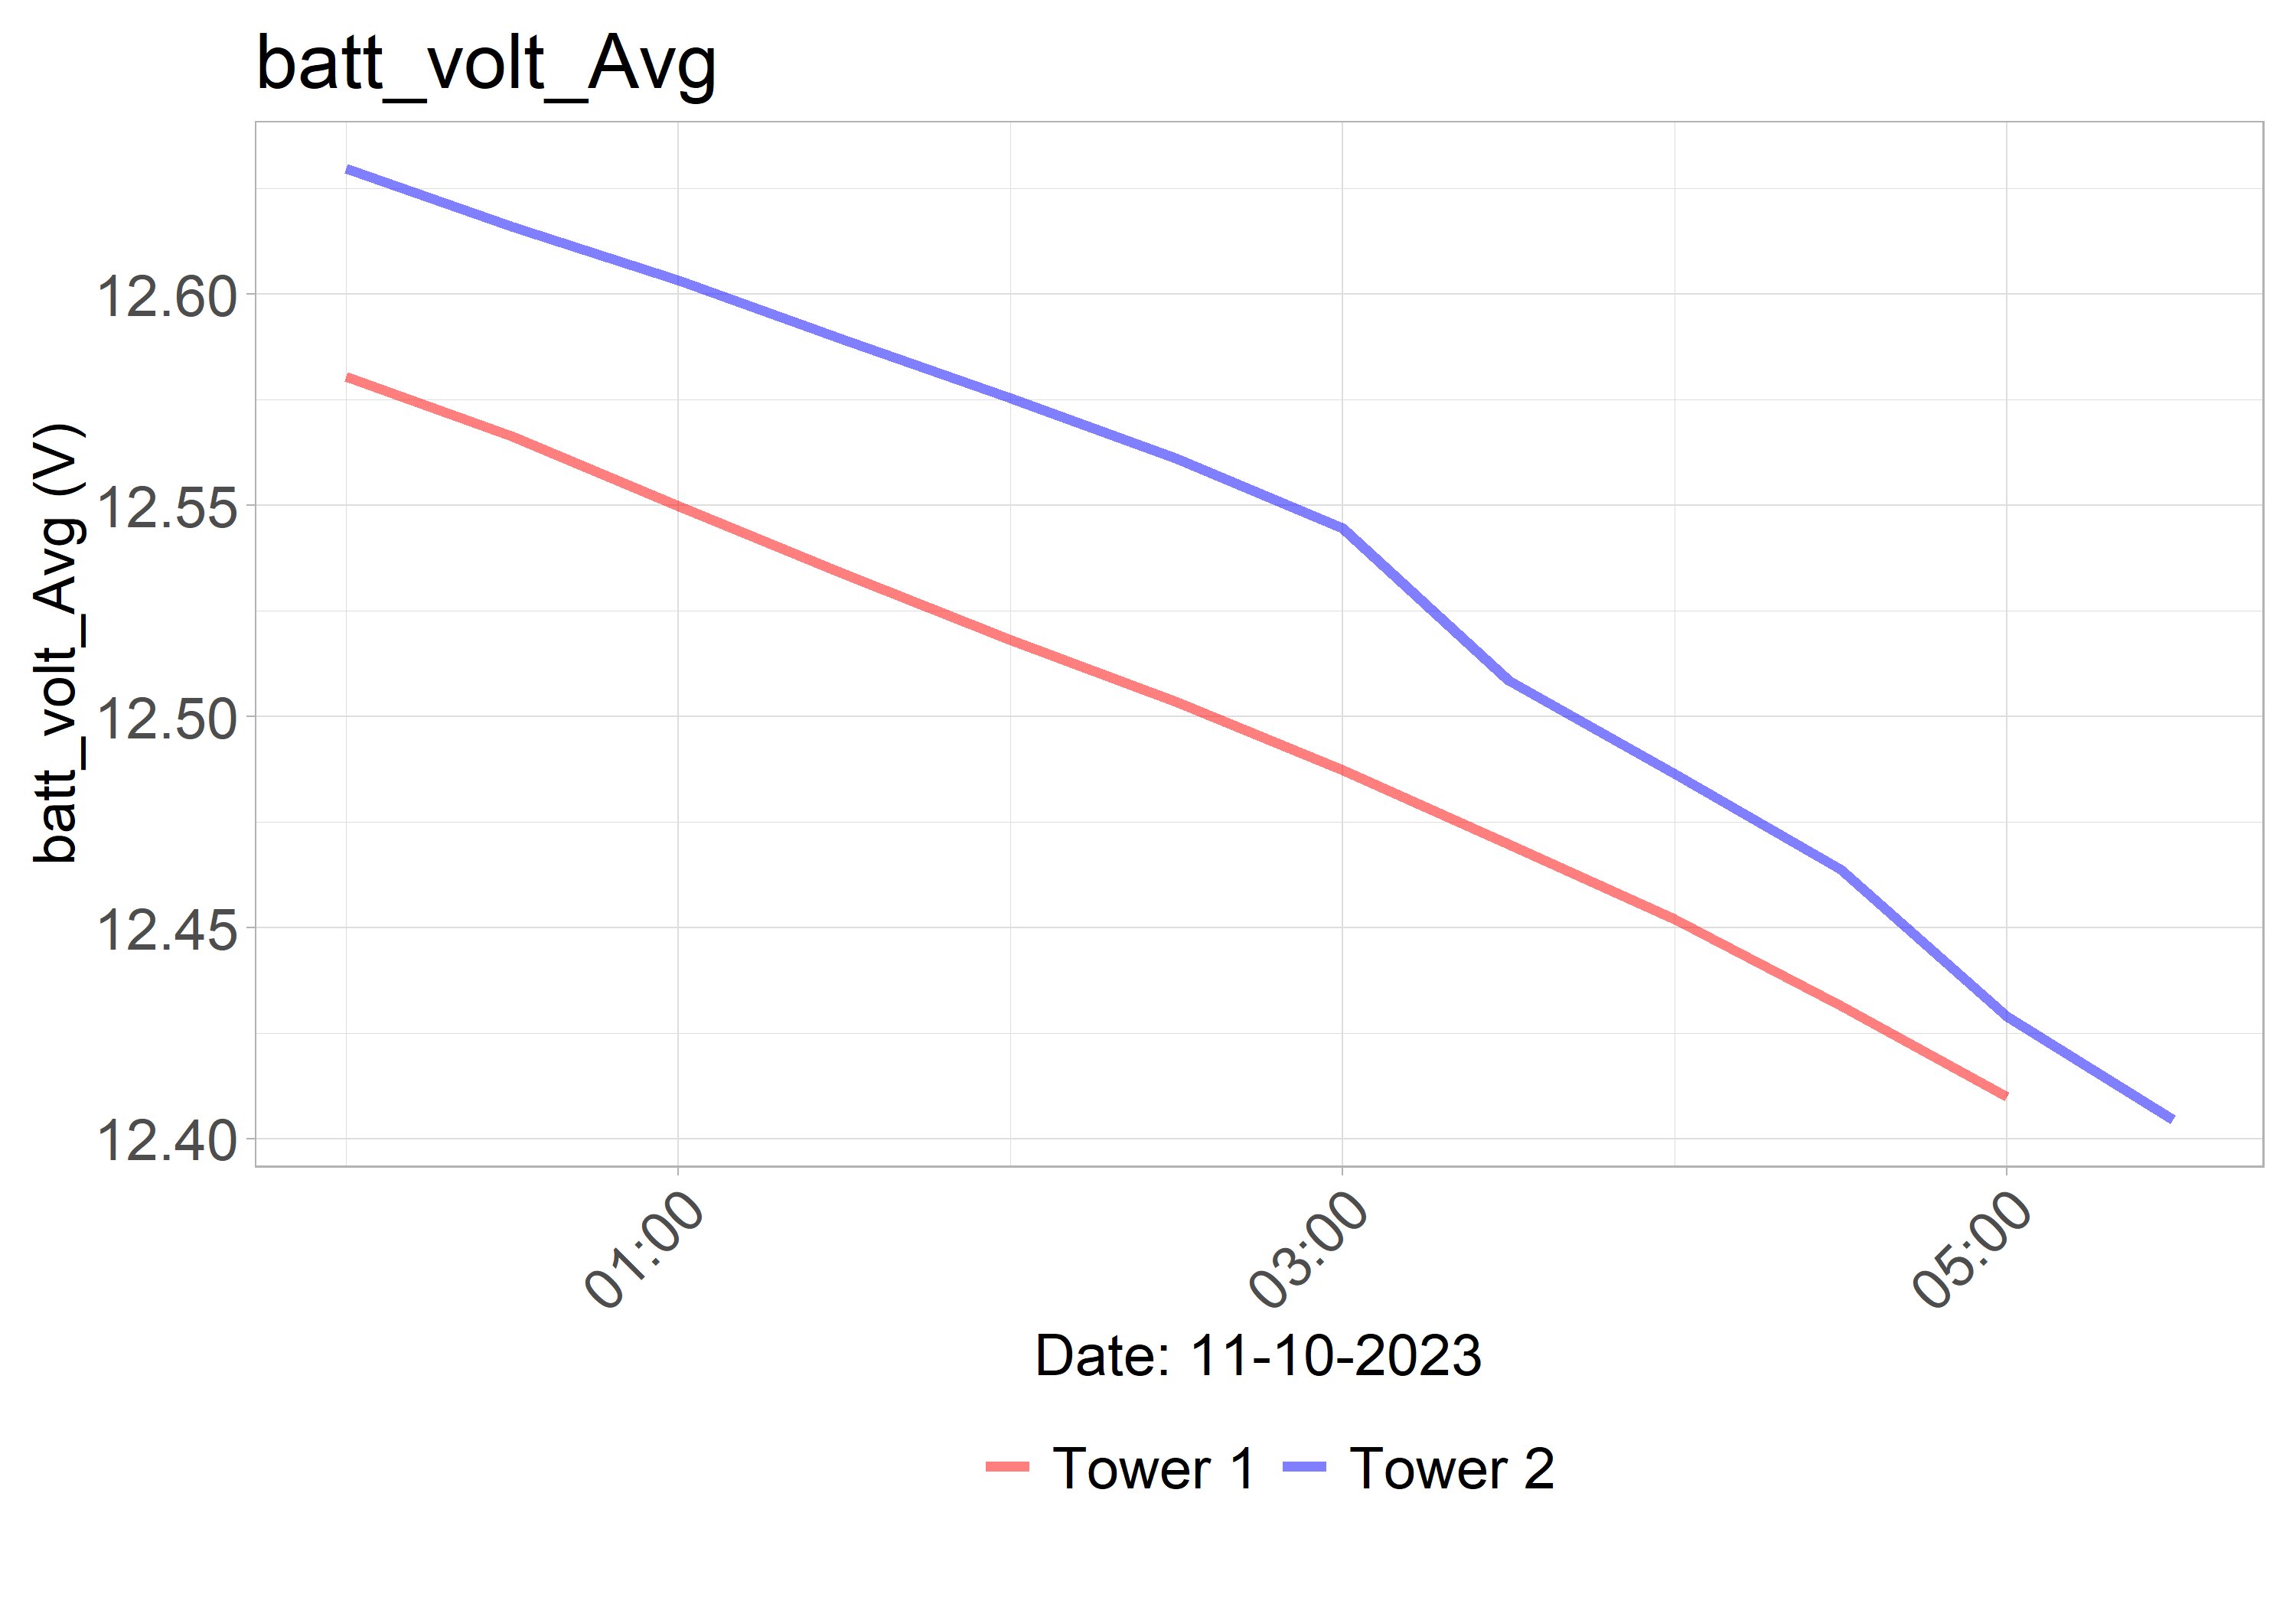 batt_volt_Avg
batt_volt_Avg (V)
12.60
12.55
12.50
12.45
12.40
01:00
03:00
05:00
Date: 11-10-2023
Tower 1
Tower 2